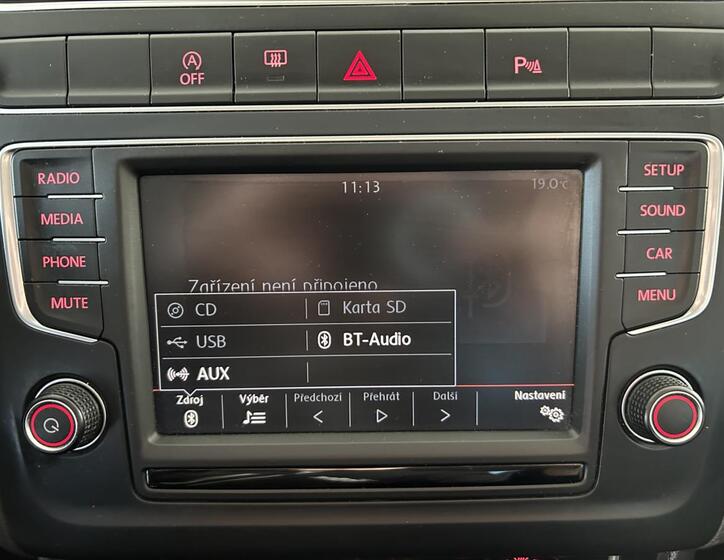 A
OFF
P
RADIO
MEDIA
PHONE
MUTE
SETUP
SOUND
CAR
MENU
11:13
19.0°C
Zařízení není připojeno
CD
Karta SD
USB
BT-Audio
AUX
Zdroj
Výběr
Předchozí
Přehrát
Další
Nastavení